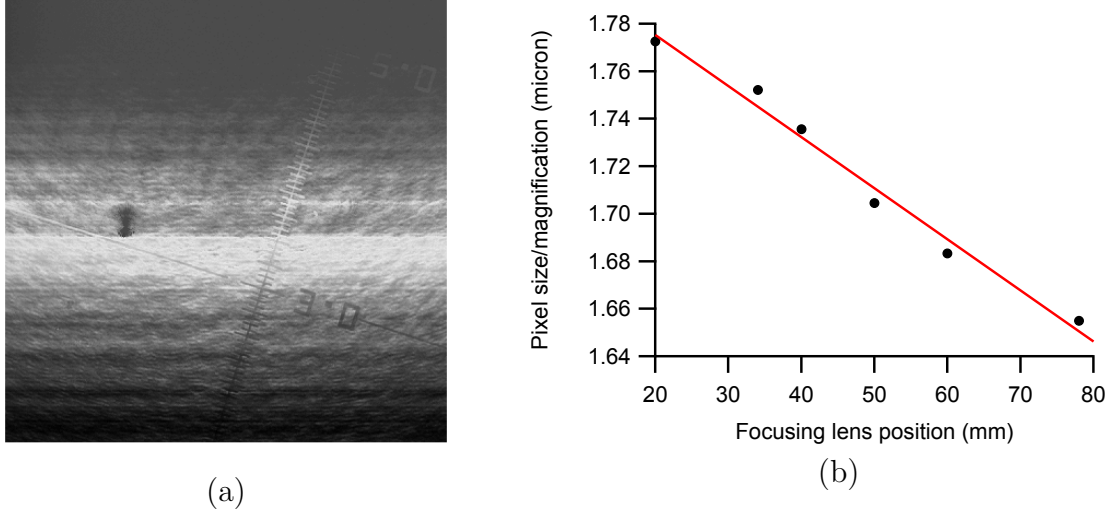 1.78
1.76
1.74
1.72
1.70
1.68
1.66
1.64
Pixel size/magnification (micron)
20 30 40 50 60 70 80
Focusing lens position (mm)
(a)
(b)